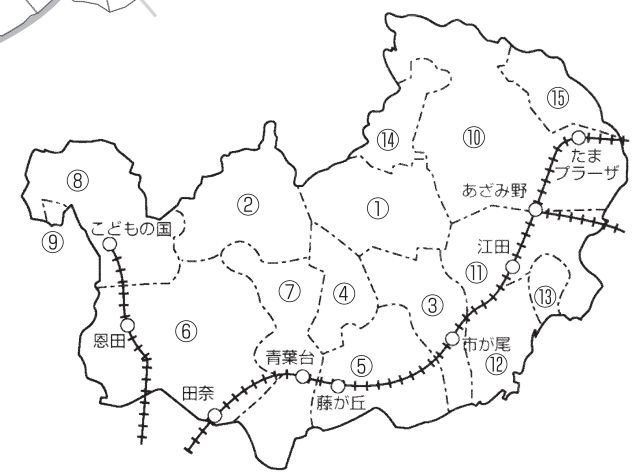 ⑮
⑩
⑭
たま
プラーザ
⑧
あざみ野
②
①
⑨
こどもの国
江田
⑪
⑦
④
③
⑬
⑥
恩田
市が尾
青葉台
⑤
⑫
田奈
藤が丘